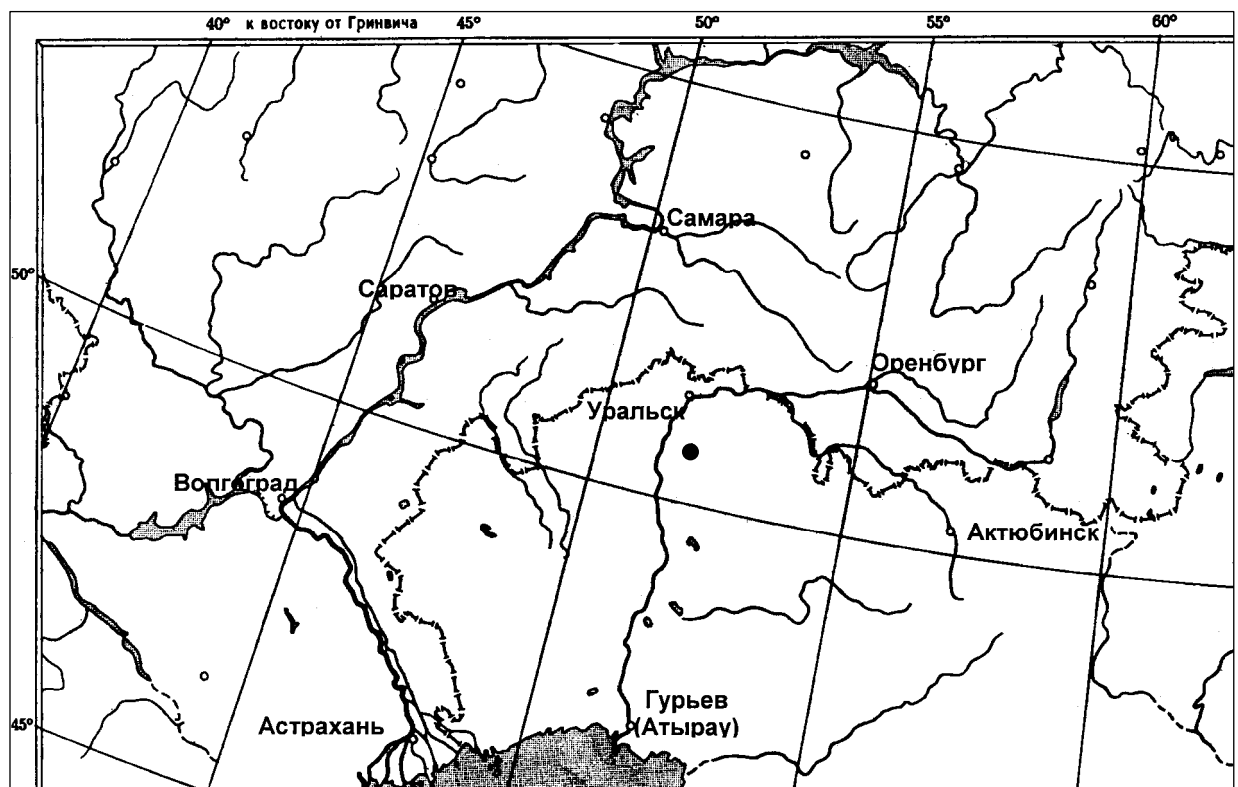 40° к востоку от Гринвича 45° 50° 55° 60°
Самара
50°
Саратов
Оренбург
Уральск
Волгоград
Актюбинск
Гурьев
(Атырау)
45°
Астрахань